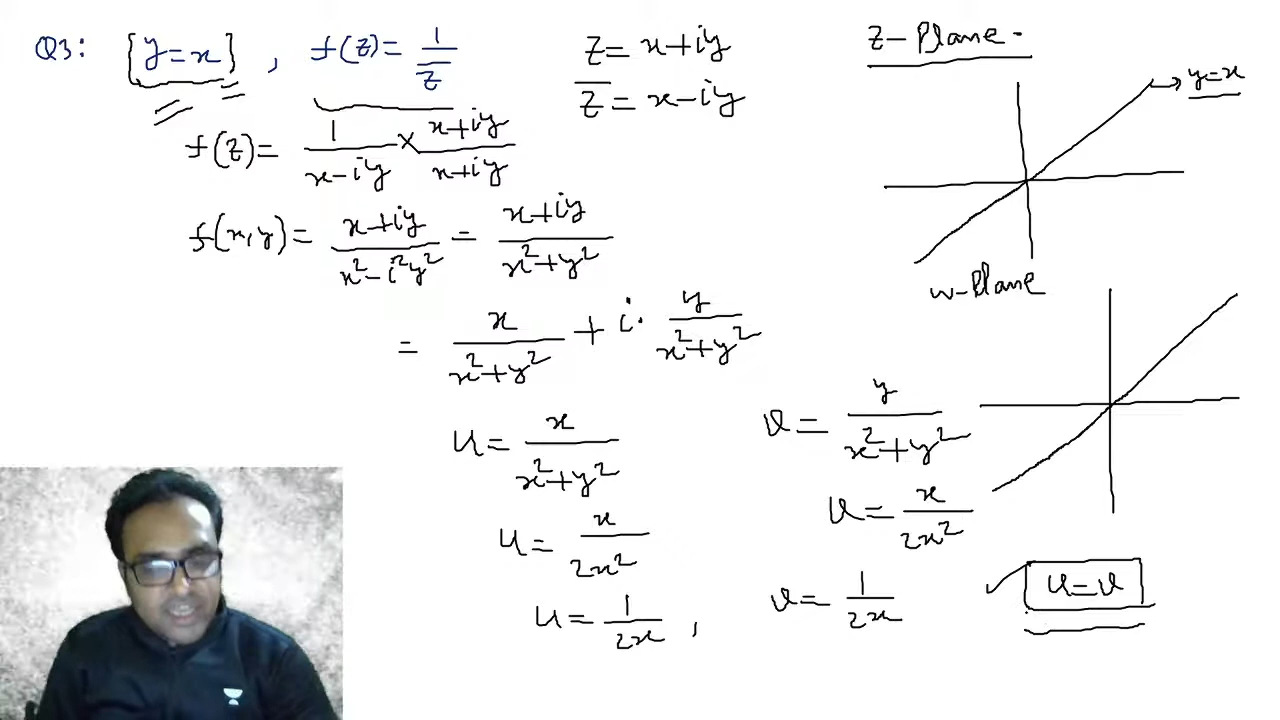 Q3: [y=x], f(z)= 1/z̅
z = x+iy
z̅ = x-iy
f(z)= 1/(x-iy) × (x+iy)/(x+iy)
f(x,y)= (x+iy)/(x²-i²y²) = (x+iy)/(x²+y²)
= x/(x²+y²) + i. y/(x²+y²)
u= x/(x²+y²)
v= y/(x²+y²)
u= x/2x²
v= x/2x²
u= 1/2x ,
v= 1/2x
u=v
z-Plane-
→ y=x
w-Plane